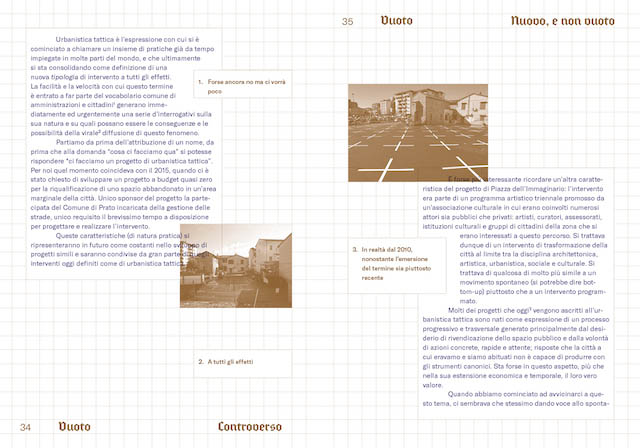 Urbanistica tattica è l'espressione con cui si è
cominciato a chiamare un insieme di pratiche già da tempo
impiegate in molte parti del mondo, e che ultimamente
si sta consolidando come definizione di una
nuova tipologia di intervento a tutti gli effetti.
La facilità e la velocità con cui questo termine
è entrato a far parte del vocabolario comune di
amministrazioni e cittadini¹ generano imme-
diatamente ed urgentemente una serie d'interrogativi sulla
sua natura e su quali possano essere le conseguenze e le
possibilità della virale² diffusione di questo fenomeno.
Partiamo da prima dell'attribuzione di un nome, da
prima che alla domanda "cosa ci facciamo qua" si potesse
rispondere "ci facciamo un progetto di urbanistica tattica".
Per noi quel momento coincideva con il 2015, quando ci è
stato chiesto di sviluppare un progetto a budget quasi zero
per la riqualificazione di uno spazio abbandonato in un'area
marginale della città. Unico sponsor del progetto la parte-
cipata del Comune di Prato incaricata della gestione delle
strade, unico requisito il brevissimo tempo a disposizione
per progettare e realizzare l'intervento.
Queste caratteristiche (di natura pratica) si
ripresenteranno in futuro come costanti nello sviluppo di
progetti simili e saranno condivise da gran parte di quegli
interventi oggi definiti come di urbanistica tattica.
1. Forse ancora no ma ci vorrà
poco
2. A tutti gli effetti
34 Vuoto Controverso
35 Vuoto Nuovo, e non vuoto
È forse più interessante ricordare un'altra caratte-
ristica del progetto di Piazza dell'Immaginario: l'intervento
era parte di un programma artistico triennale promosso da
un'associazione culturale in cui erano coinvolti numerosi
attori sia pubblici che privati: artisti, curatori, assessorati,
istituzioni culturali e gruppi di cittadini della zona che si
erano interessati a questo percorso. Si trattava
dunque di un intervento di trasformazione della
città al limite tra la disciplina architettonica,
artistica, urbanistica, sociale e culturale. Si
trattava di qualcosa di molto più simile a un
movimento spontaneo (si potrebbe dire bot-
tom-up) piuttosto che a un intervento program-
mato.
3. In realtà dal 2010,
nonostante l'emersione
del termine sia piuttosto
recente
Molti dei progetti che oggi³ vengono ascritti all'ur-
banistica tattica sono nati come espressione di un processo
progressivo e trasversale generato principalmente dal desi-
derio di rivendicazione dello spazio pubblico e dalla volontà
di azioni concrete, rapide e attente; risposte che la città a
cui eravamo e siamo abituati non è capace di produrre con
gli strumenti canonici. Sta forse in questo aspetto, più che
nella sua estensione economica e temporale, il loro vero
valore.
Quando abbiamo cominciato ad avvicinarci a que-
sto tema, ci sembrava che stessimo dando voce allo sponta-